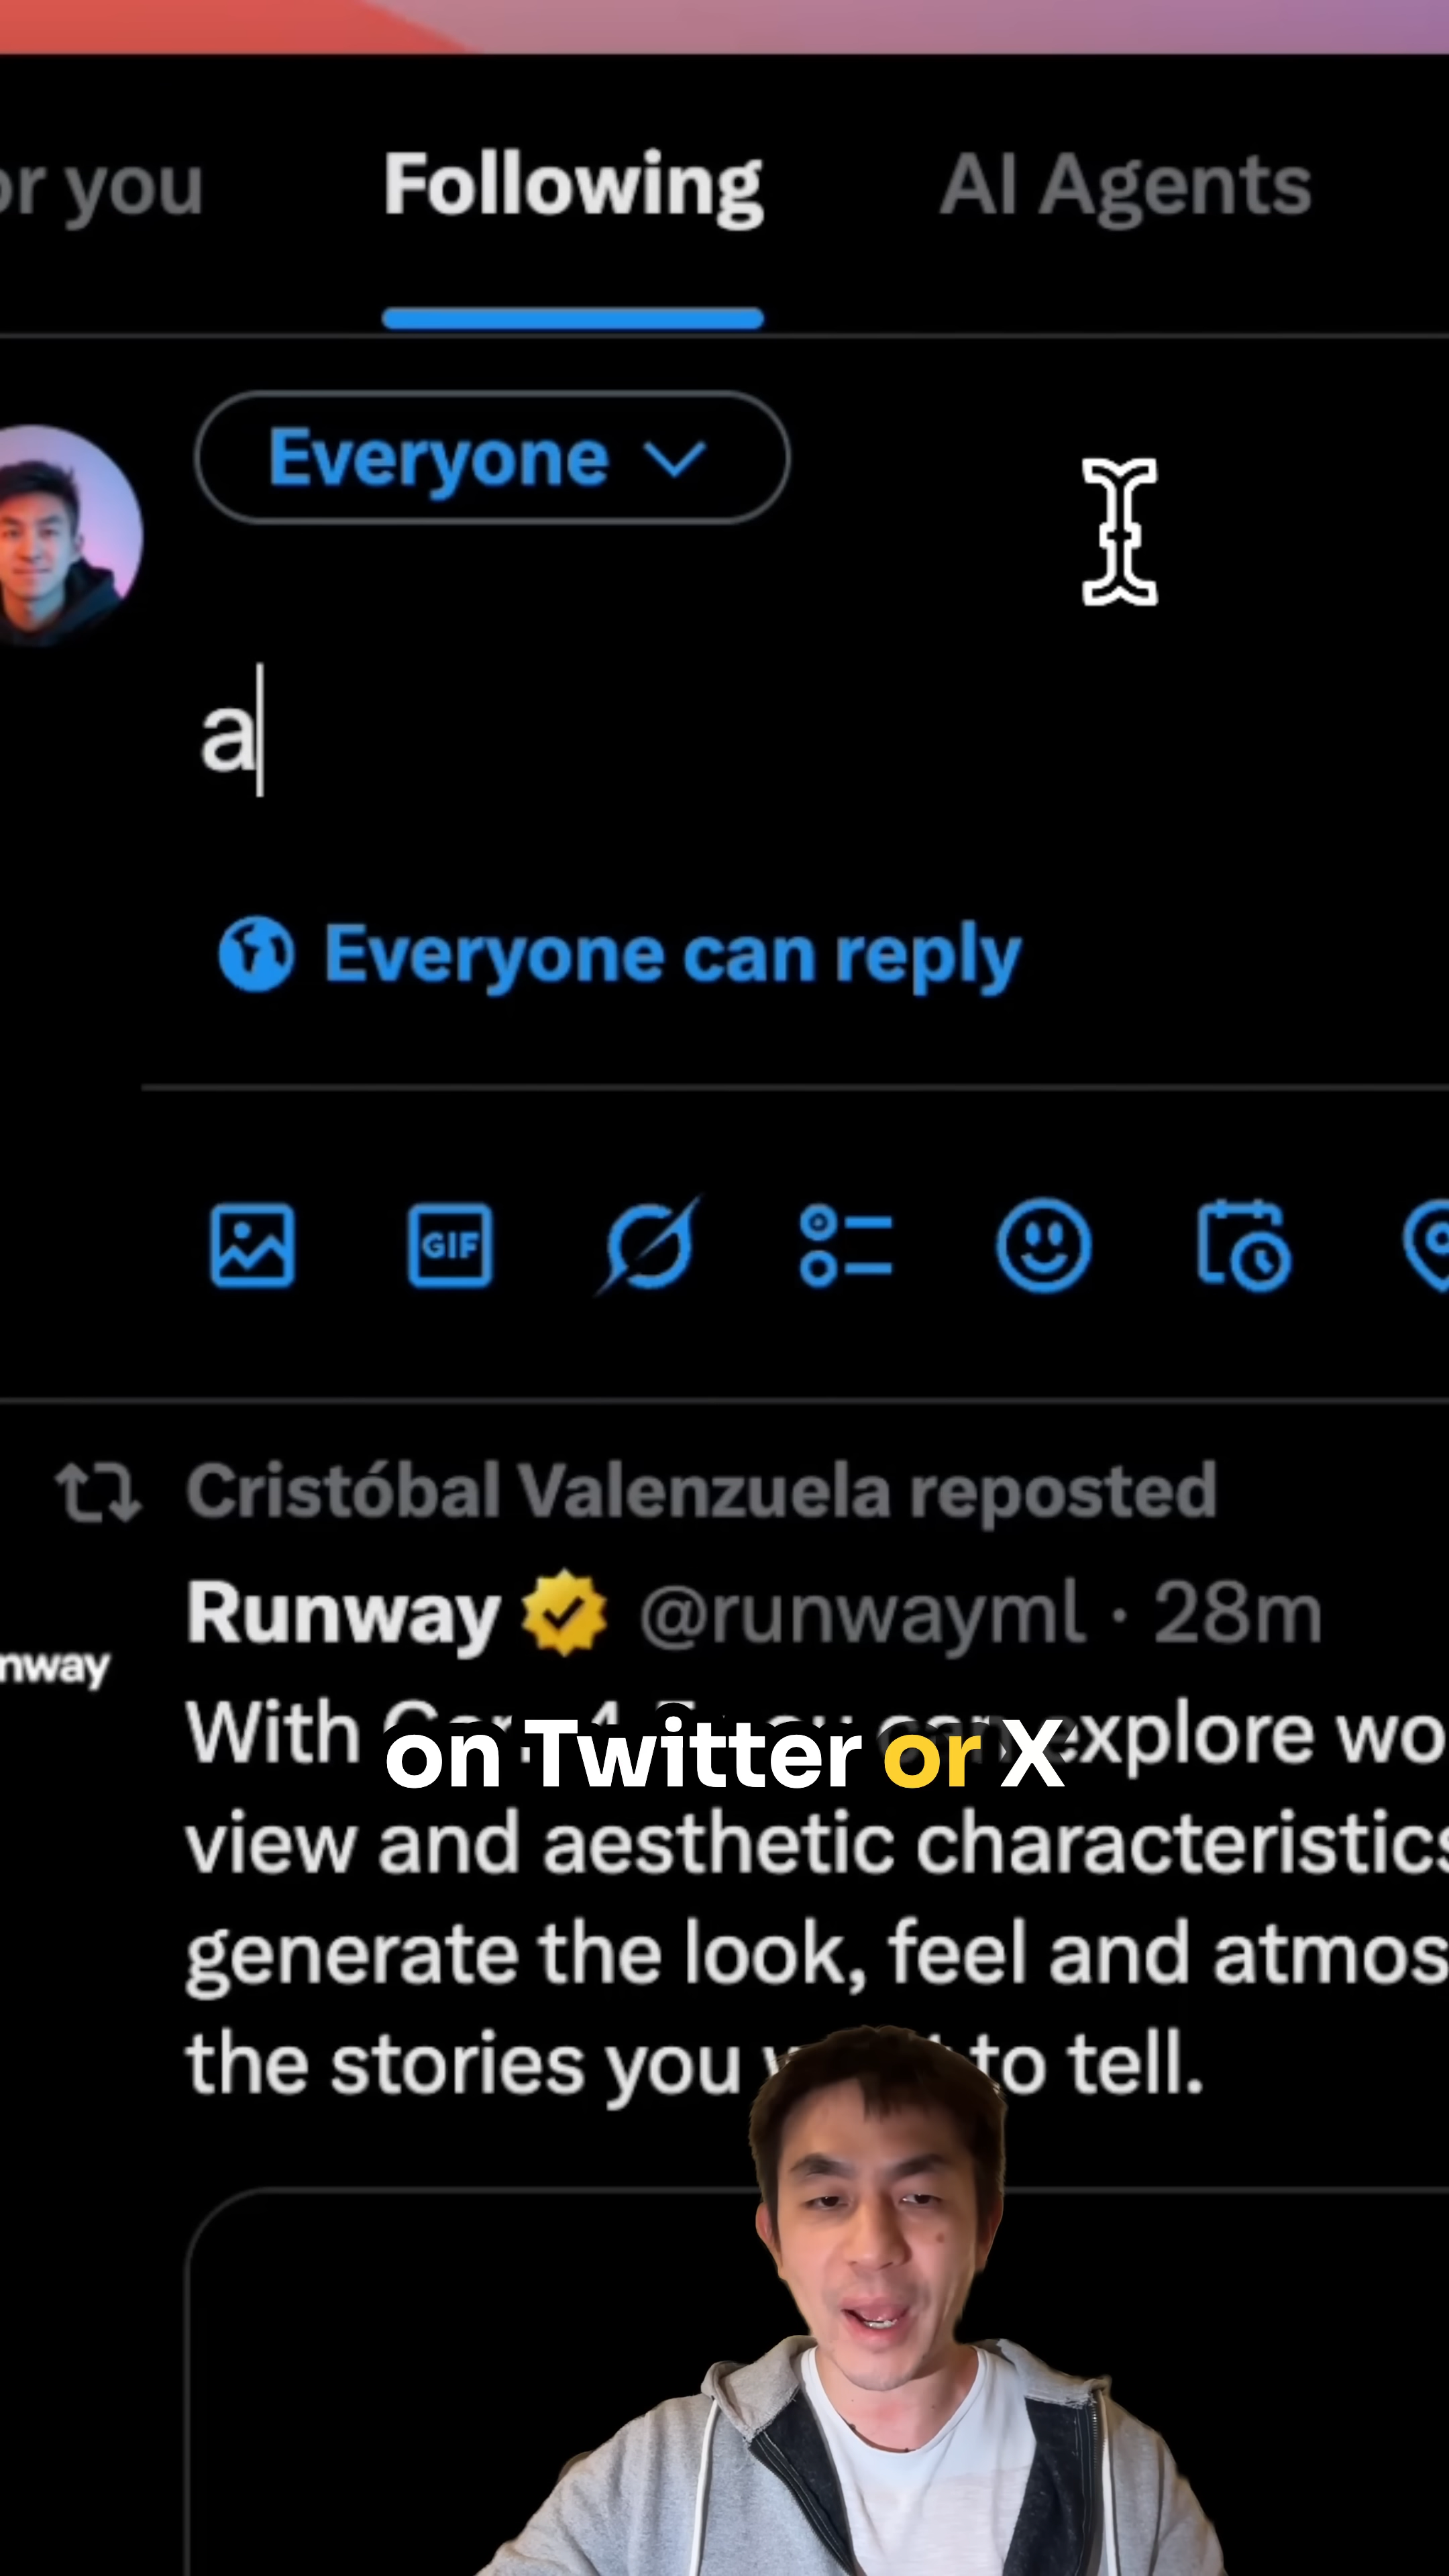 or you Following AI Agents
Everyone
a
Everyone can reply
GIF
Cristóbal Valenzuela reposted
Runway @runwayml · 28m
nway
With explore wo
on Twitter or X
view and aesthetic characteristics
generate the look, feel and atmos
the stories you to tell.